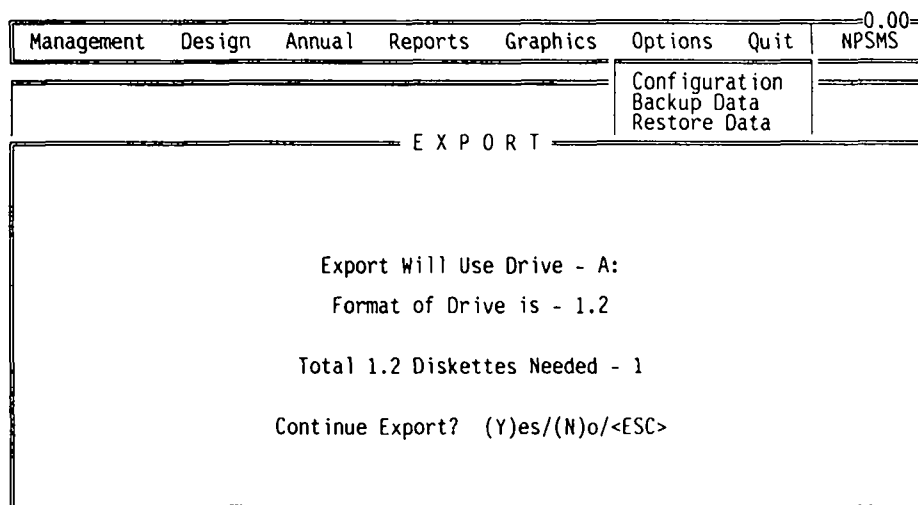 0.00
Management Design Annual Reports Graphics Options Quit NPSMS
Configuration
Backup Data
Restore Data
E X P O R T
Export Will Use Drive - A:
Format of Drive is - 1.2
Total 1.2 Diskettes Needed - 1
Continue Export? (Y)es/(N)o/<ESC>